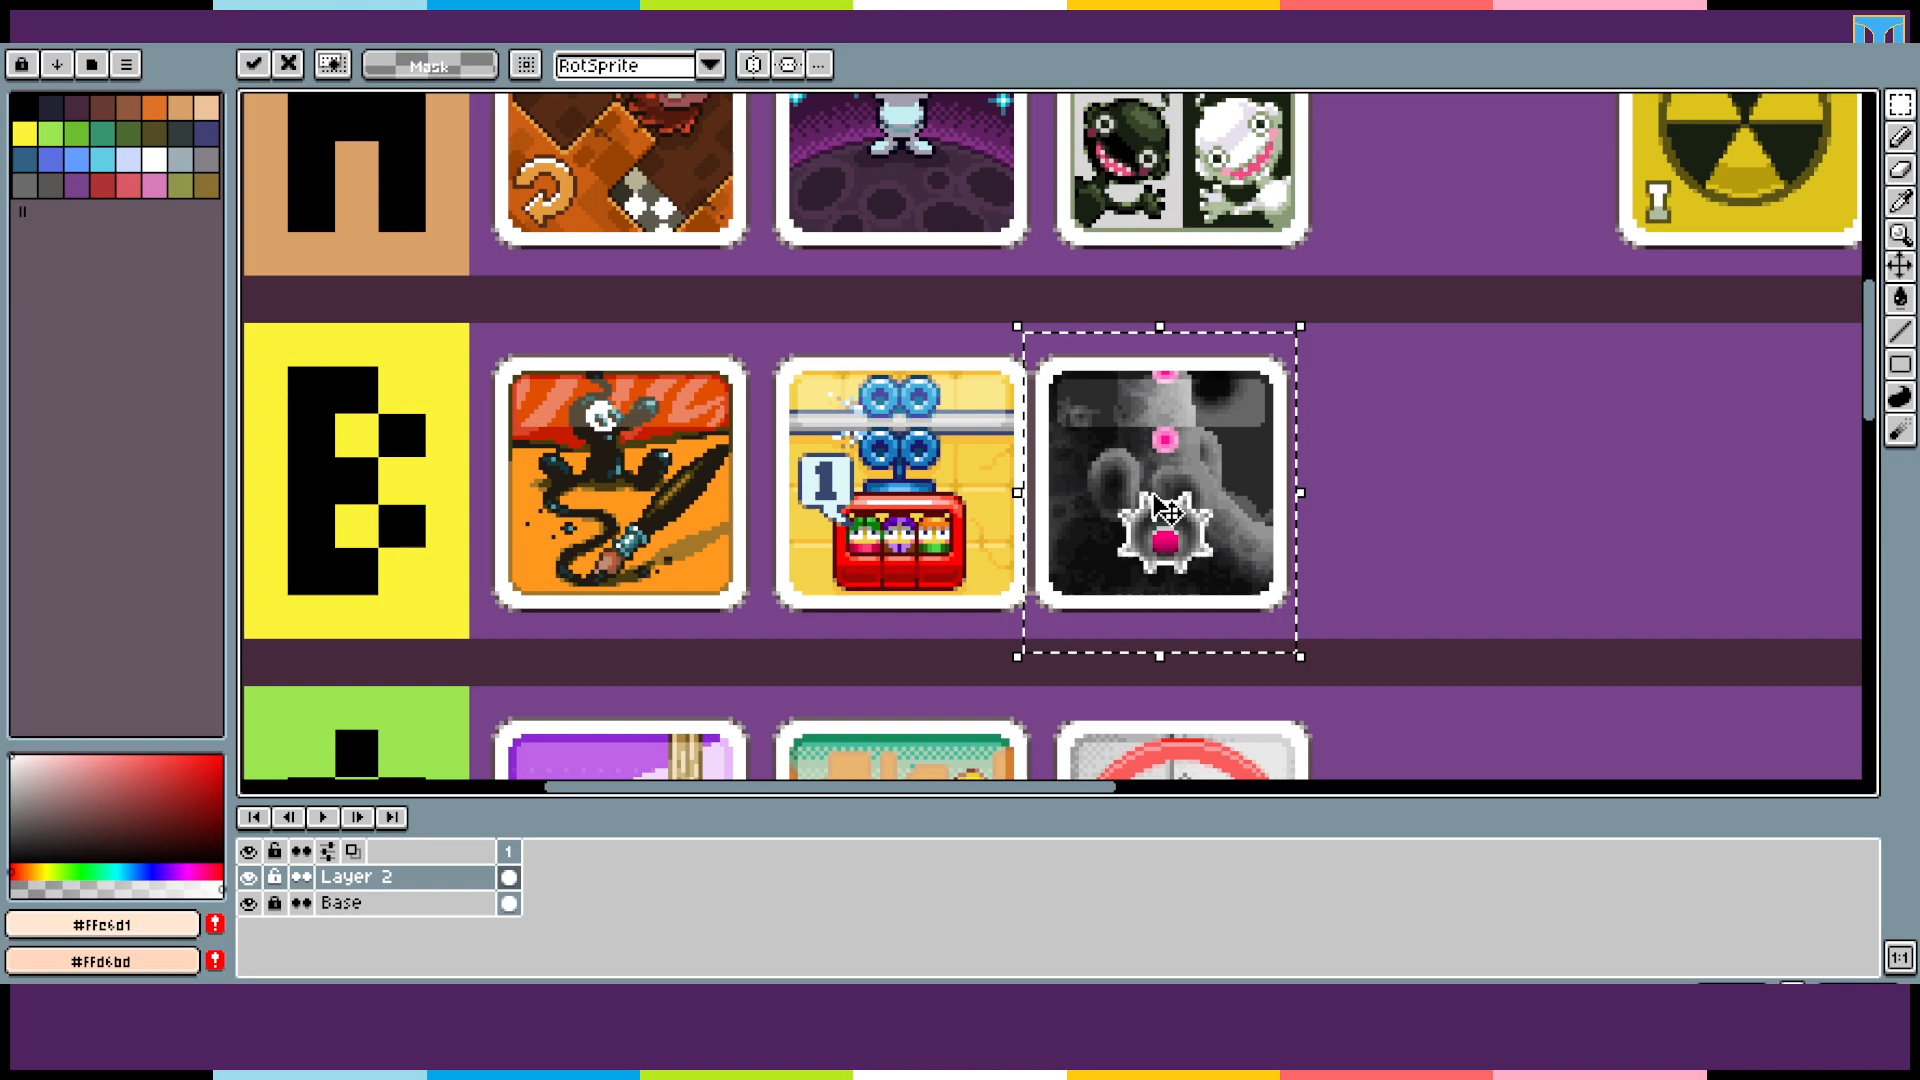 Mask
RotSprite
...
A
B
1
1
Layer 2
Base
#ffc6d1
#ffd6bd
1:1